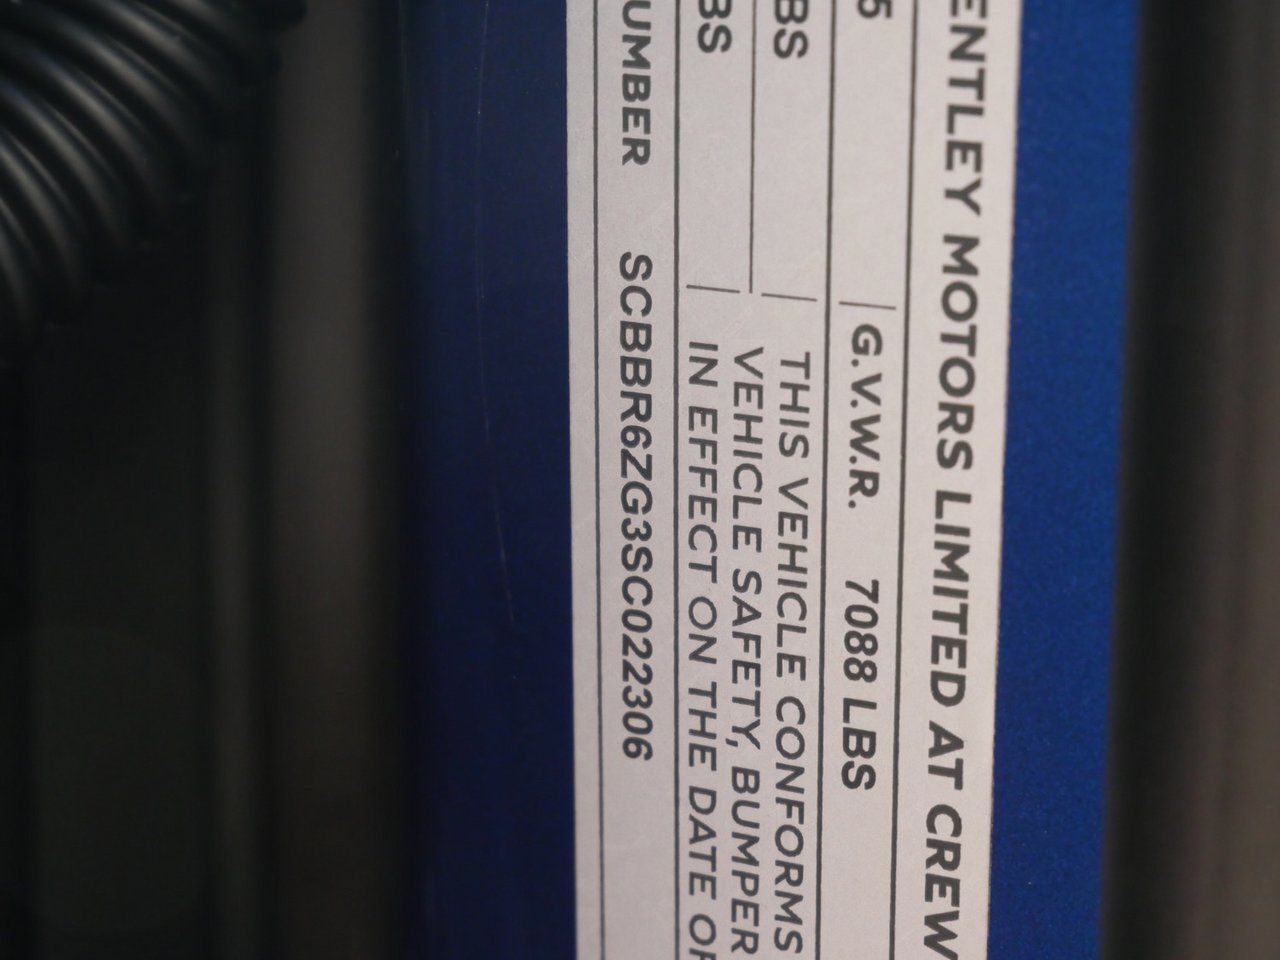 ENTLEY MOTORS LIMITED AT CREW
5 G.V.W.R. 7088 LBS
BS THIS VEHICLE CONFORMS
VEHICLE SAFETY, BUMPER
BS IN EFFECT ON THE DATE OF
UMBER SCBBR6ZG3SC022306